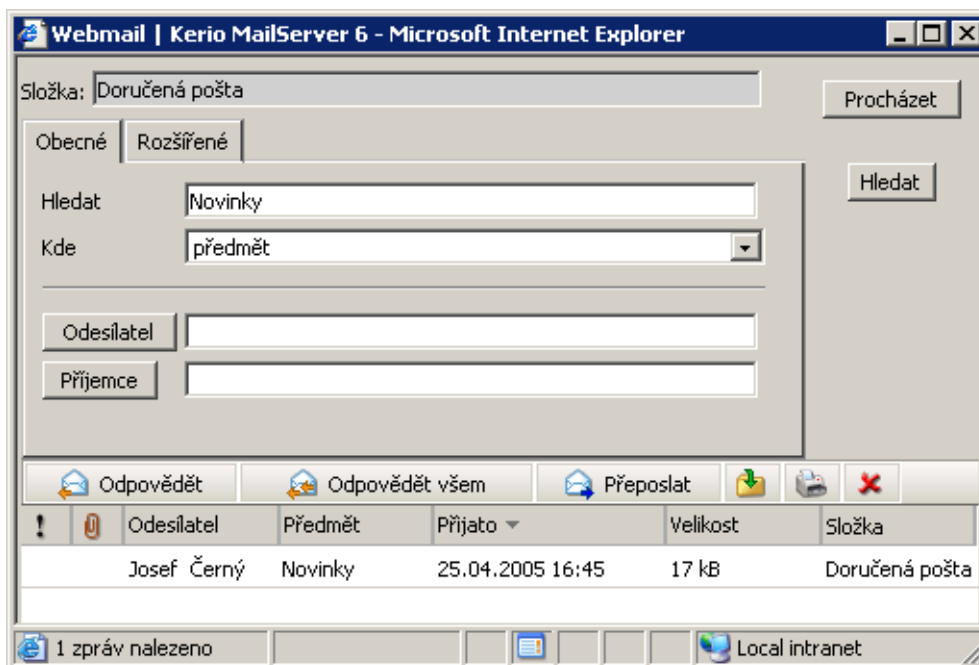 Webmail | Kerio MailServer 6 - Microsoft Internet Explorer
Složka: Doručená pošta
Procházet
Obecné Rozšířené
Hledat Novinky
Hledat
Kde předmět
Odesílatel
Příjemce
Odpovědět Odpovědět všem Přeposlat
! Odesílatel Předmět Přijato Velikost Složka
Josef Černý Novinky 25.04.2005 16:45 17 kB Doručená pošta
1 zpráv nalezeno Local intranet